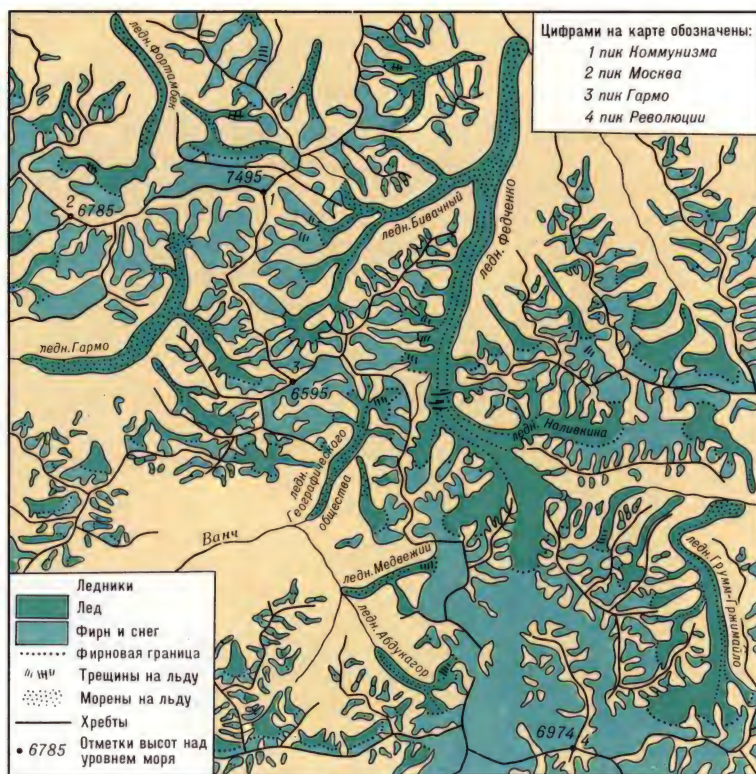 Цифрами на карте обозначены:
1 пик Коммунизма
2 пик Москва
3 пик Гармо
4 пик Революции
ледн. Фортамбек
7495
1
2
6785
ледн. Бивачный
ледн. Федченко
ледн. Гармо
3
6595
ледн. Наливкина
ледн.
Географического
общества
Ванч
ледн. Медвежий
ледн. Абдукагор
ледн. Грумм-Гржимайло
6974
4
Ледники
Лед
Фирн и снег
Фирновая граница
Трещины на льду
Морены на льду
Хребты
6785 Отметки высот над
уровнем моря